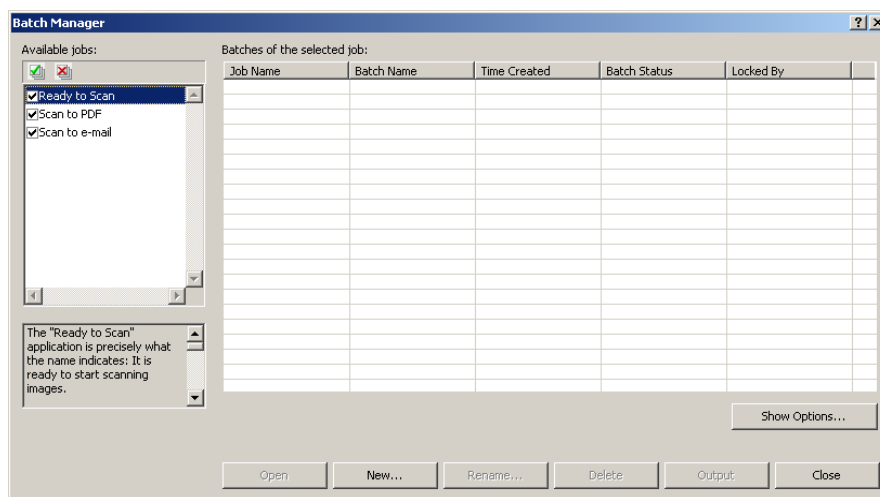 Batch Manager
Available jobs:
Batches of the selected job:
Job Name Batch Name Time Created Batch Status Locked By
Ready to Scan
Scan to PDF
Scan to e-mail
The "Ready to Scan"
application is precisely what
the name indicates: It is
ready to start scanning
images.
Show Options...
Open New... Rename... Delete Output Close